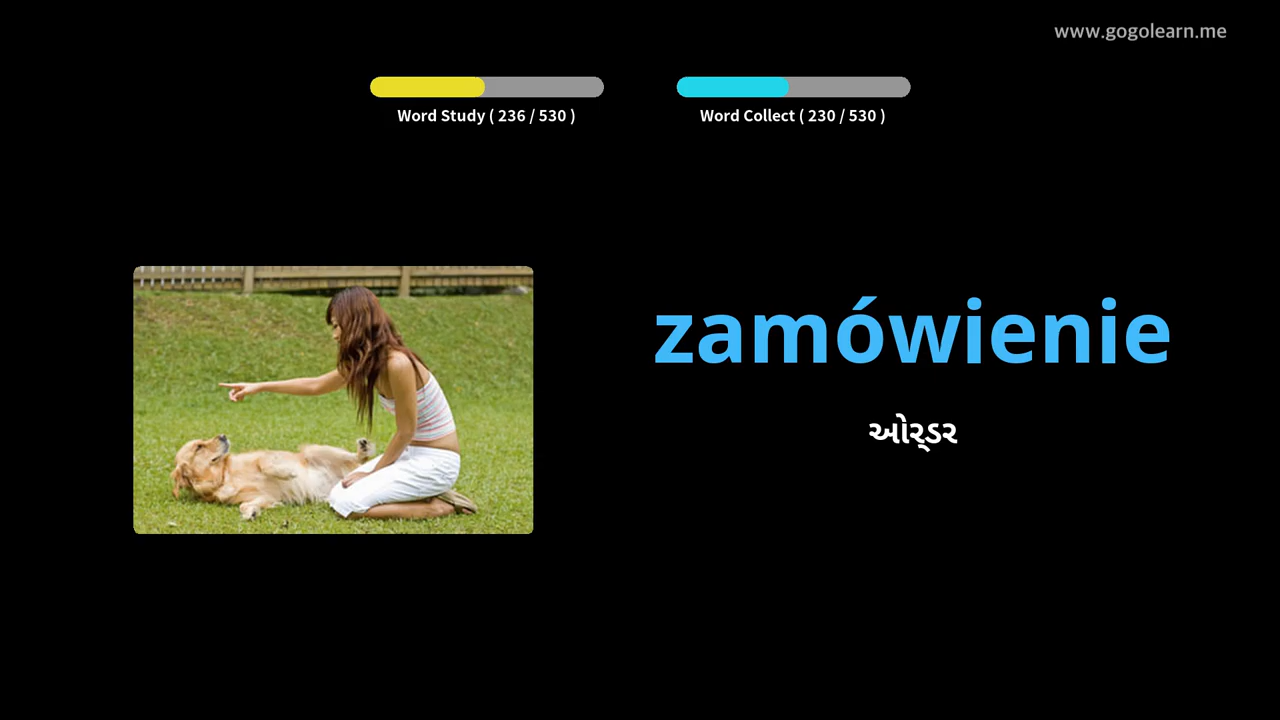 www.gogolearn.me
Word Study ( 236 / 530 )
Word Collect ( 230 / 530 )
zamówienie
ઓર્ડર